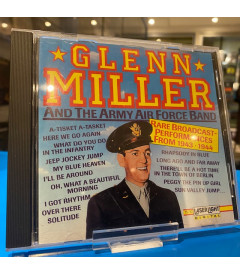 GLENN
MILLER
AND THE ARMY AIR FORCE BAND
RARE BROADCAST
PERFORMANCES
FROM 1943-1944
A-TISKET A-TASKET
HERE WE GO AGAIN
WHAT DO YOU DO
IN THE INFANTRY
JEEP JOCKEY JUMP
MY BLUE HEAVEN
I'LL BE AROUND
OH, WHAT A BEAUTIFUL
MORNING
I GOT RHYTHM
OVER THERE
SOLITUDE
RHAPSODY IN BLUE
LONG AGO AND FAR AWAY
THERE'LL BE A HOT TIME
IN THE TOWN OF BERLIN
PEGGY THE PIN UP GIRL
SUN VALLEY JUMP
LASERLIGHT
DIGITAL